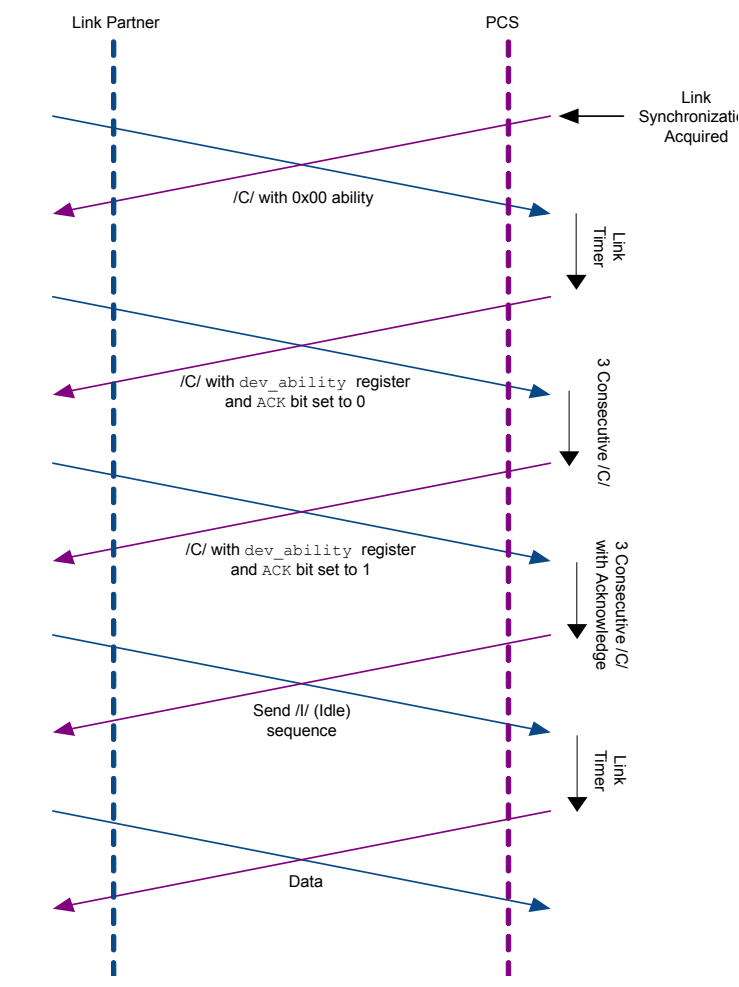 Link Partner
PCS
Link
Synchronizatio
Acquired
/C/ with 0x00 ability
Link
Timer
/C/ with dev_ability register
and ACK bit set to 0
3 Consecutive /C/
/C/ with dev_ability register
and ACK bit set to 1
3 Consecutive /C/
with Acknowledge
Send /I/ (Idle)
sequence
Link
Timer
Data